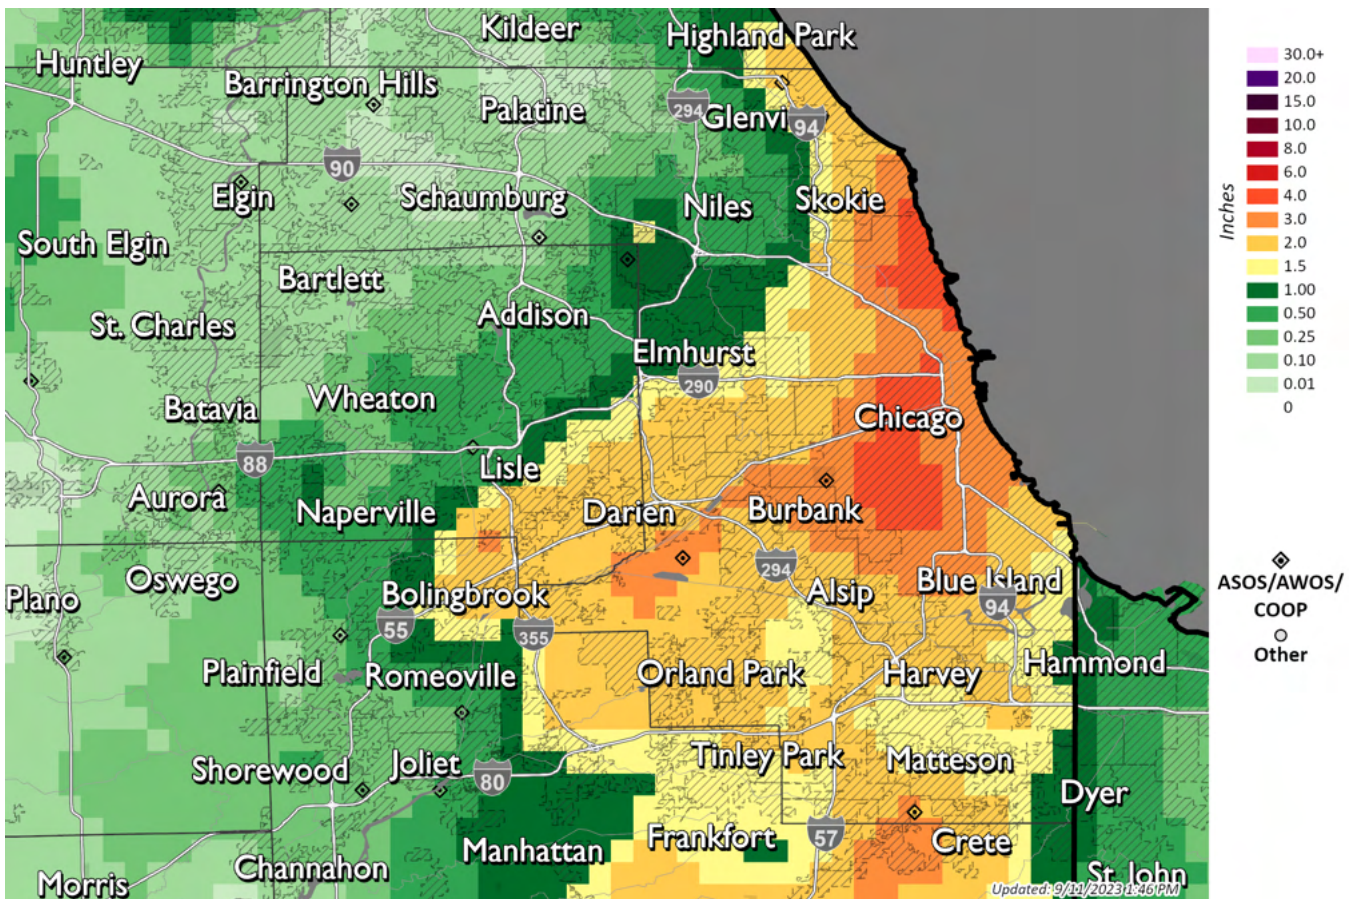 Kildeer
Highland Park
Huntley
Barrington Hills
Palatine
294
Glenvi
94
90
Elgin
Schaumburg
Niles
Skokie
South Elgin
Bartlett
St. Charles
Addison
Elmhurst
290
Batavia
Wheaton
Chicago
88
Lisle
Aurora
Naperville
Darien
Burbank
Oswego
Bolingbrook
294
Alsip
Blue Island
94
Plano
55
355
Plainfield
Romeoville
Orland Park
Harvey
Hammond
Shorewood
Joliet
80
Tinley Park
Matteson
Dyer
Manhattan
Frankfort
57
Crete
Channahon
Morris
St John
Updated: 9/11/2023 1:46 PM
Inches
30.0+
20.0
15.0
10.0
8.0
6.0
4.0
3.0
2.0
1.5
1.00
0.50
0.25
0.10
0.01
0
ASOS/AWOS/
COOP
Other